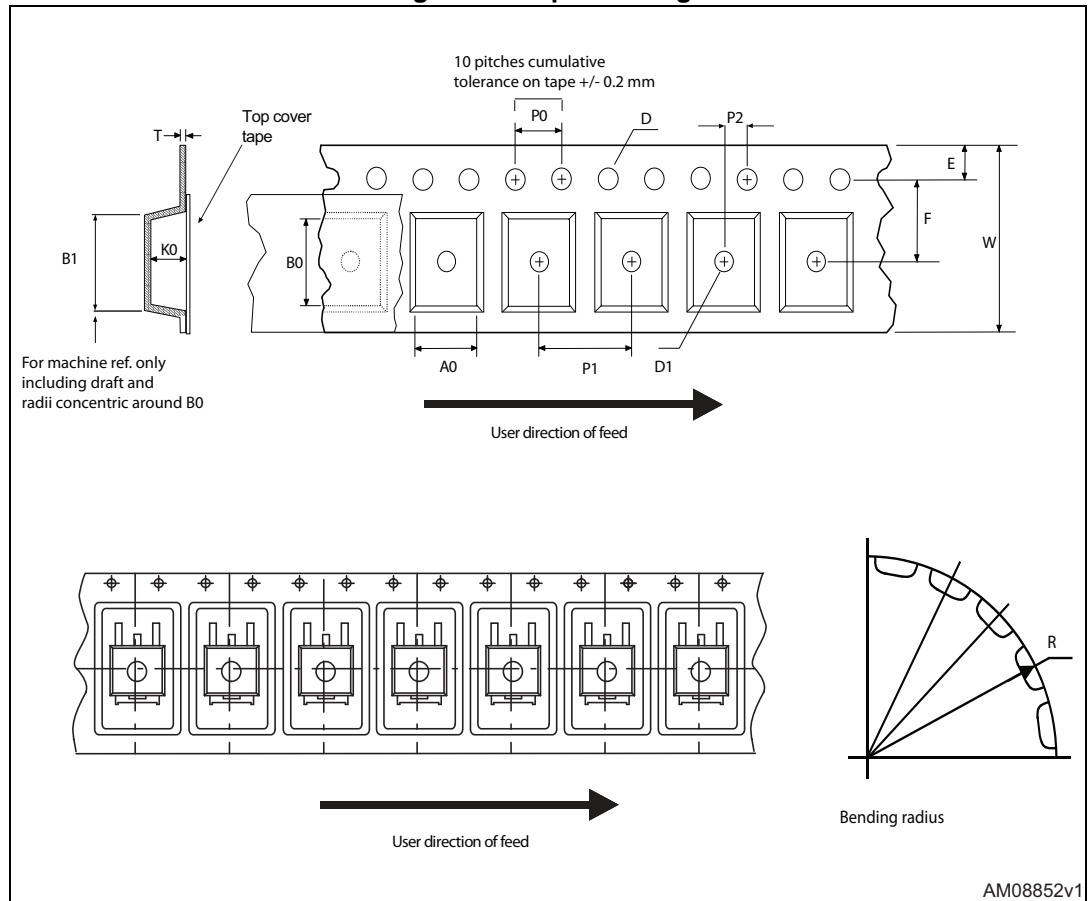 10 pitches cumulative
tolerance on tape +/- 0.2 mm
Top cover
tape
T
P0
D
P2
E
F
W
B1
K0
B0
For machine ref. only
including draft and
radii concentric around B0
A0
P1
D1
User direction of feed
R
Bending radius
User direction of feed
AM08852v1